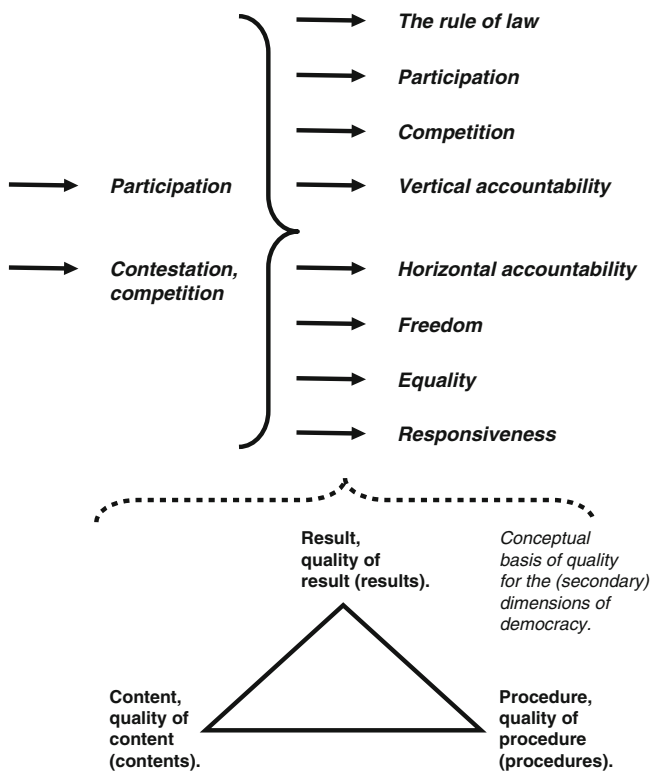 The rule of law
Participation
Competition
Participation
Vertical accountability
Contestation,
competition
Horizontal accountability
Freedom
Equality
Responsiveness
Result,
quality of
result (results).
Conceptual
basis of quality
for the (secondary)
dimensions of
democracy.
Content,
quality of
content
(contents).
Procedure,
quality of
procedure
(procedures).